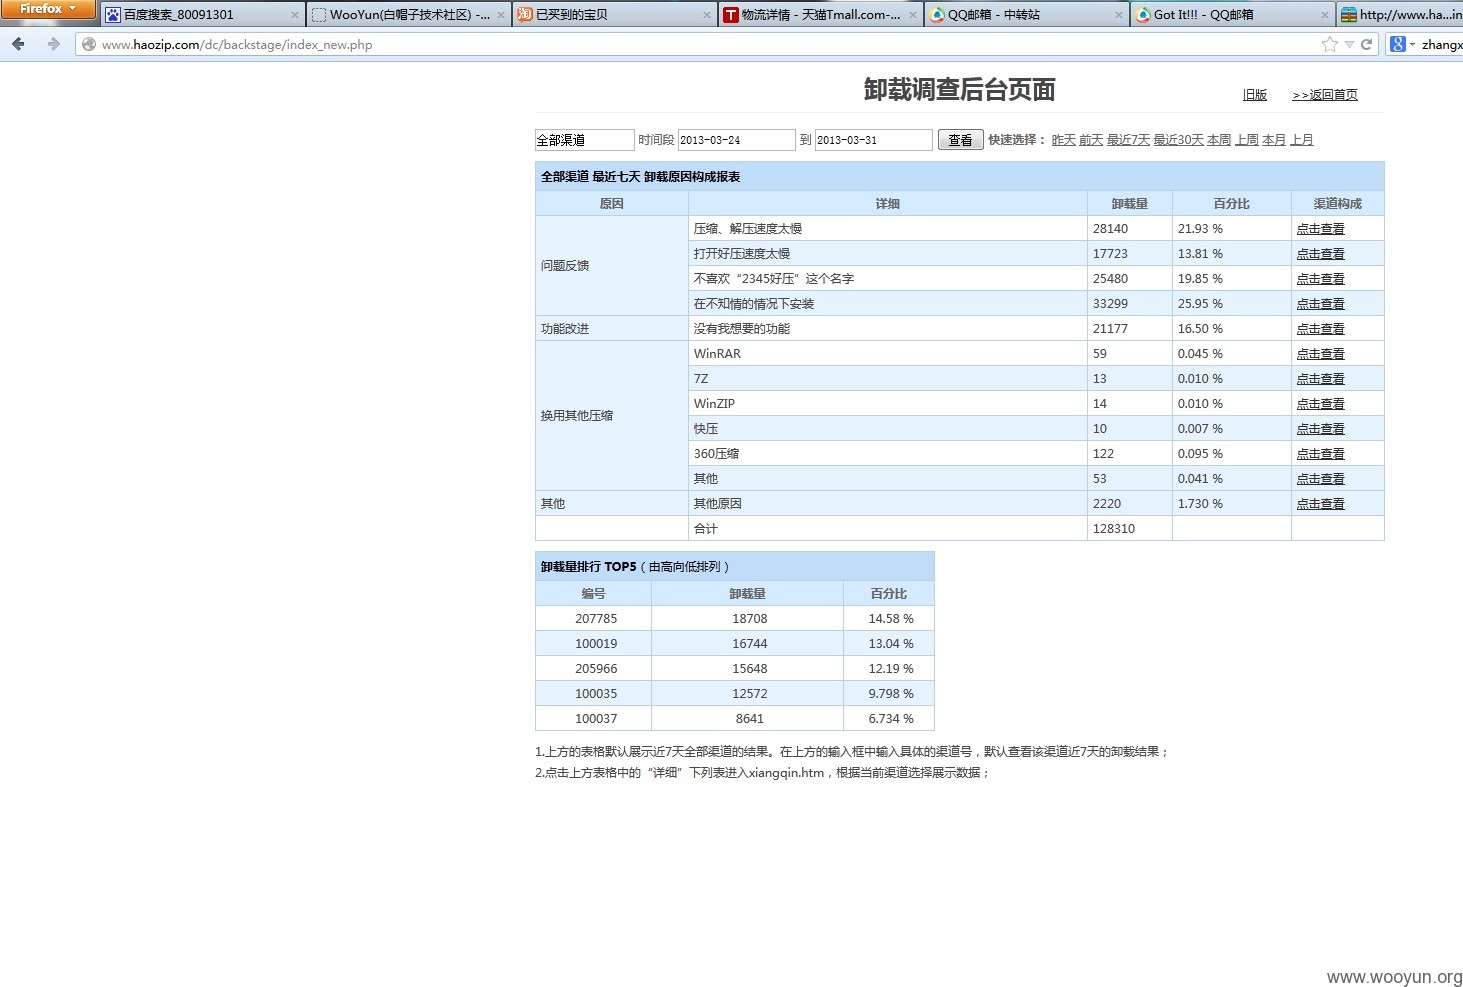 Firefox
百度搜索_80091301
WooYun(白帽子技术社区) -...
已买到的宝贝
物流详情 - 天猫Tmall.com-...
QQ邮箱 - 中转站
Got It!!! - QQ邮箱
http://www.ha...in
www.haozip.com/dc/backstage/index_new.php
zhangx
卸载调查后台页面
旧版 >>返回首页
全部渠道 时间段 2013-03-24 到 2013-03-31 查看 快速选择： 昨天 前天 最近7天 最近30天 本周 上周 本月 上月
全部渠道 最近七天 卸载原因构成报表
原因 详细 卸载量 百分比 渠道构成
问题反馈
压缩、解压速度太慢 28140 21.93 % 点击查看
打开好压速度太慢 17723 13.81 % 点击查看
不喜欢“2345好压”这个名字 25480 19.85 % 点击查看
在不知情的情况下安装 33299 25.95 % 点击查看
功能改进 没有我想要的功能 21177 16.50 % 点击查看
换用其他压缩
WinRAR 59 0.045 % 点击查看
7Z 13 0.010 % 点击查看
WinZIP 14 0.010 % 点击查看
快压 10 0.007 % 点击查看
360压缩 122 0.095 % 点击查看
其他 53 0.041 % 点击查看
其他 其他原因 2220 1.730 % 点击查看
合计 128310
卸载量排行 TOP5（由高向低排列）
编号 卸载量 百分比
207785 18708 14.58 %
100019 16744 13.04 %
205966 15648 12.19 %
100035 12572 9.798 %
100037 8641 6.734 %
1.上方的表格默认展示近7天全部渠道的结果。在上方的输入框中输入具体的渠道号，默认查看该渠道近7天的卸载结果；
2.点击上方表格中的“详细”下列表进入xiangqin.htm，根据当前渠道选择展示数据；
www.wooyun.org